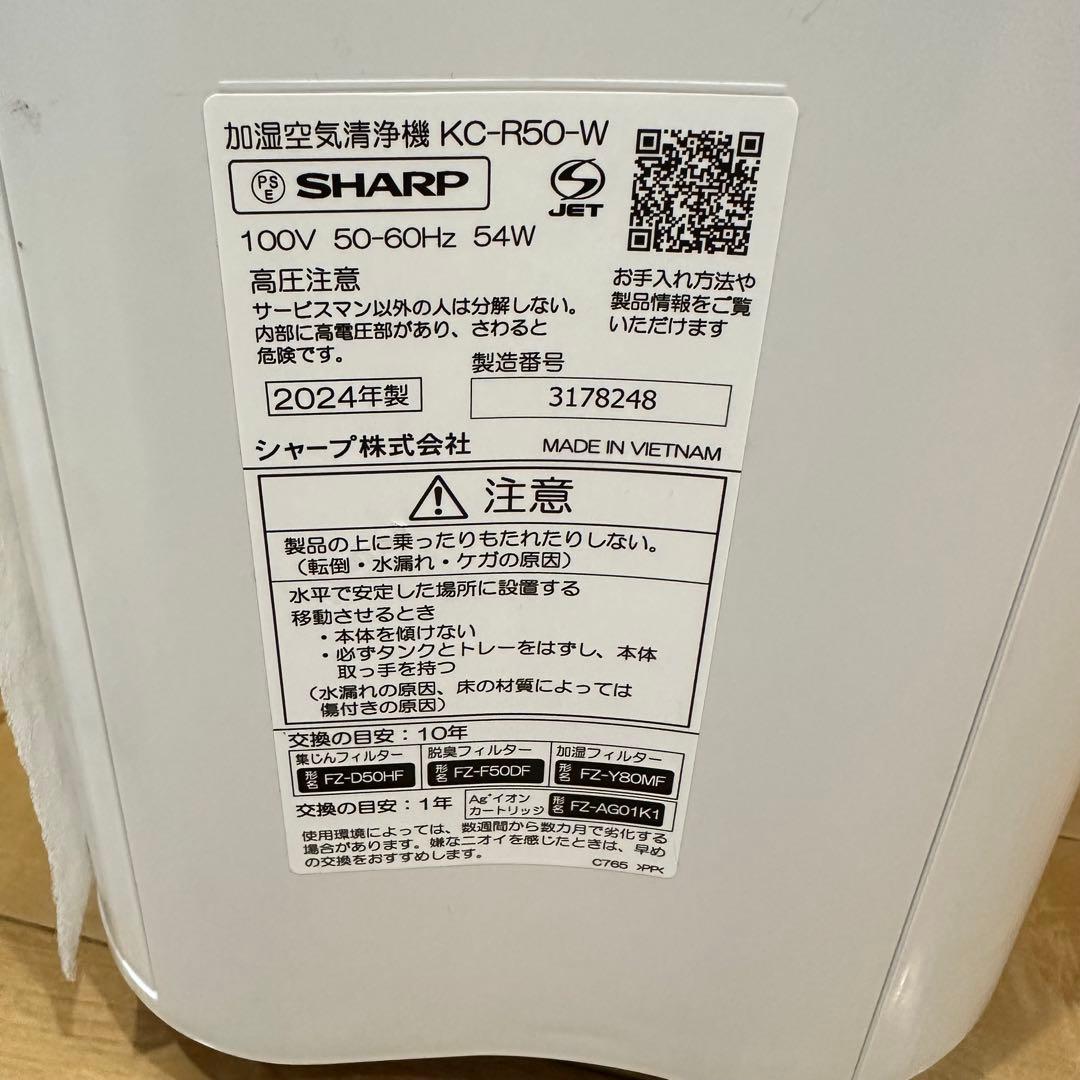 加湿空気清浄機 KC-R50-W
PS
E
SHARP
JET
100V 50-60Hz 54W
高圧注意
サービスマン以外の人は分解しない。
内部に高電圧部があり、さわると
危険です。
お手入れ方法や
製品情報をご覧
いただけます
製造番号
2024年製
3178248
シャープ株式会社
MADE IN VIETNAM
注意
製品の上に乗ったりもたれたりしない。
（転倒・水漏れ・ケガの原因）
水平で安定した場所に設置する
移動させるとき
・本体を傾けない
・必ずタンクとトレーをはずし、本体
取っ手を持つ
（水漏れの原因、床の材質によっては
傷付きの原因）
交換の目安：10年
集じんフィルター
形名 FZ-D50HF
脱臭フィルター
形名 FZ-F50DF
加湿フィルター
形名 FZ-Y80MF
交換の目安：1年
Ag⁺イオン
カートリッジ
形名 FZ-AG01K1
使用環境によっては、数週間から数カ月で劣化する
場合があります。嫌なニオイを感じたときは、早め
の交換をおすすめします。
C765 >PP<